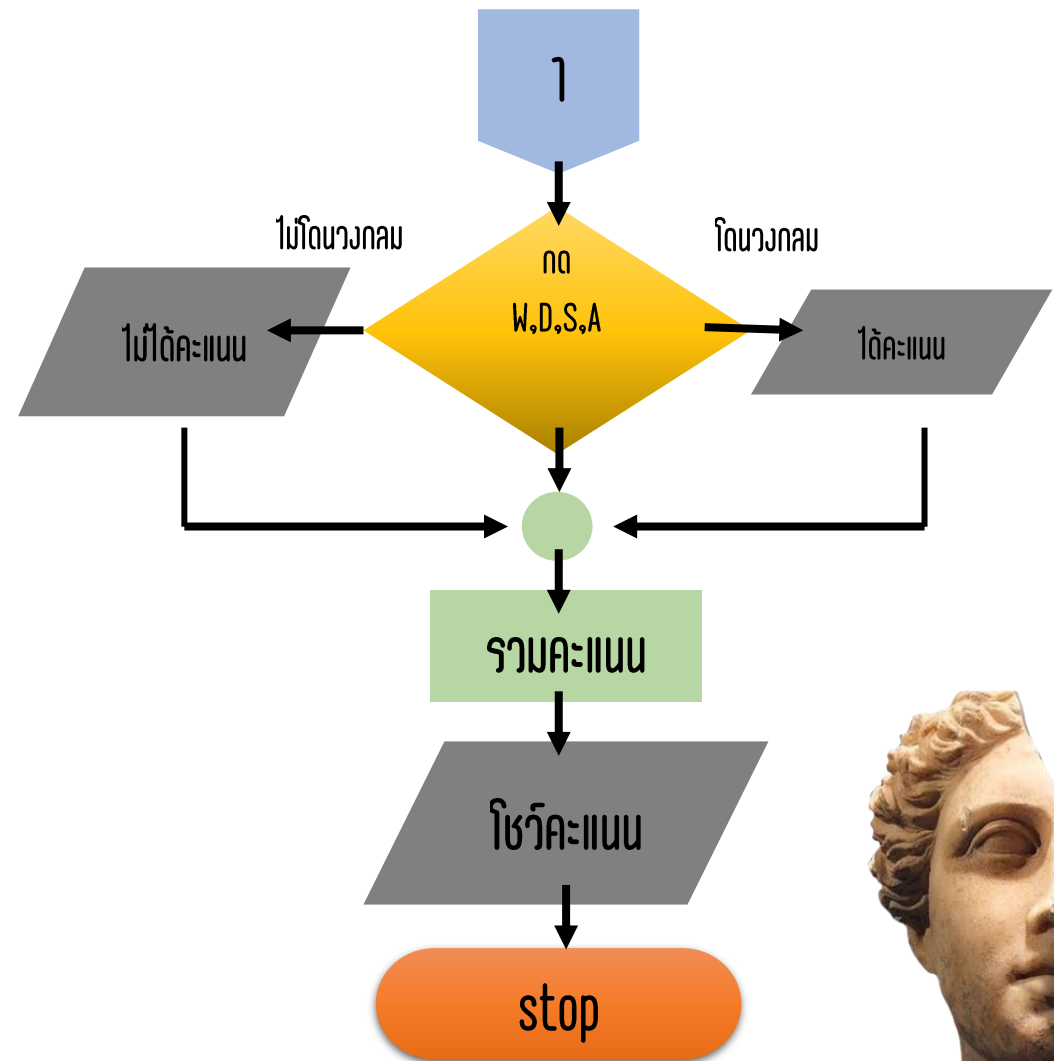 1
ไม่โดนวงกลม
โดนวงกลม
กด
W,D,S,A
ไม่ได้คะแนน
ได้คะแนน
รวมคะแนน
โชว์คะแนน
stop